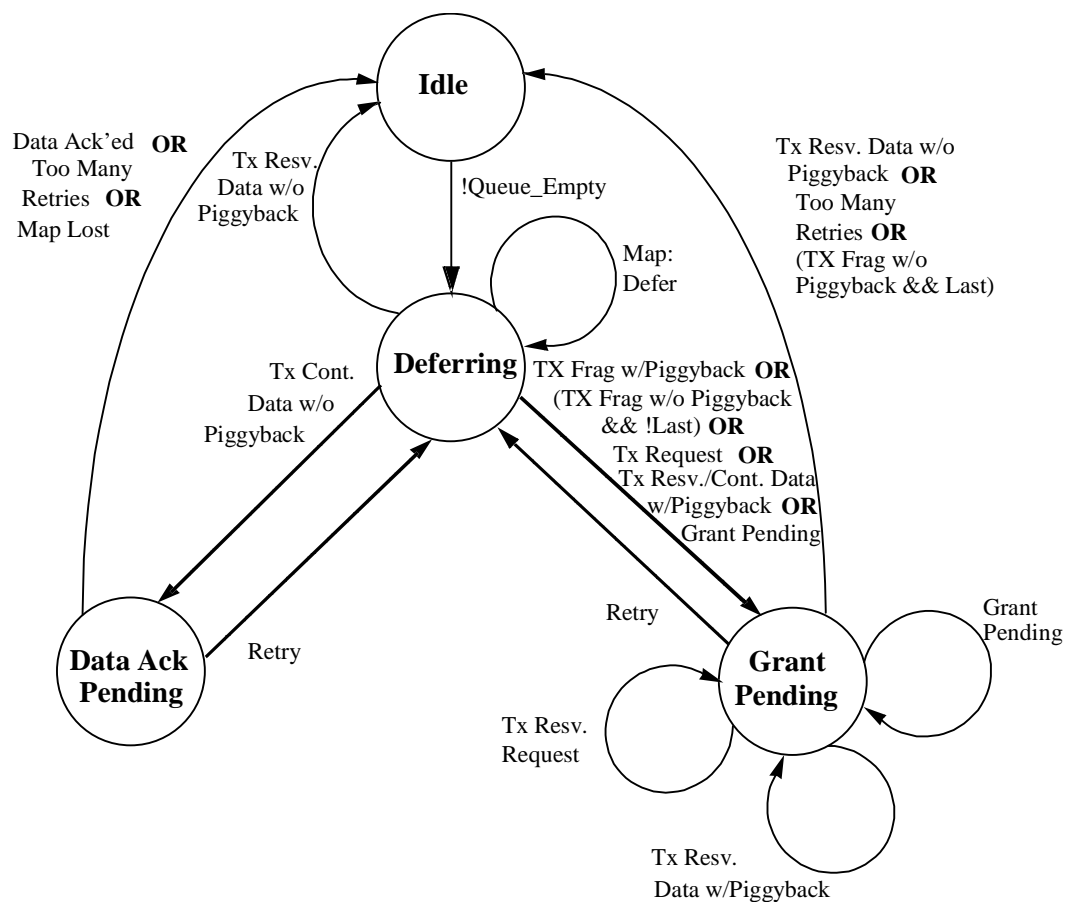 Idle
Data Ack'ed OR
Too Many
Retries OR
Map Lost
Tx Resv.
Data w/o
Piggyback
!Queue_Empty
Tx Resv. Data w/o
Piggyback OR
Too Many
Retries OR
(TX Frag w/o
Piggyback && Last)
Map:
Defer
Deferring
Tx Cont.
Data w/o
Piggyback
TX Frag w/Piggyback OR
(TX Frag w/o Piggyback
&& !Last) OR
Tx Request OR
Tx Resv./Cont. Data
w/Piggyback OR
Grant Pending
Retry
Retry
Data Ack
Pending
Grant
Pending
Grant
Pending
Tx Resv.
Request
Tx Resv.
Data w/Piggyback